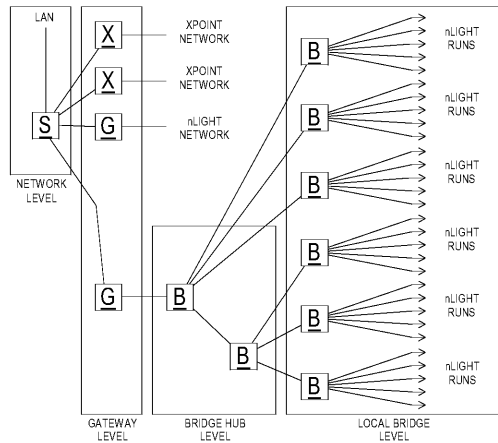 LAN
X
XPOINT
NETWORK
X
XPOINT
NETWORK
S
G
nLIGHT
NETWORK
NETWORK
LEVEL
G
B
B
B
nLIGHT
RUNS
B
nLIGHT
RUNS
B
nLIGHT
RUNS
B
nLIGHT
RUNS
B
nLIGHT
RUNS
B
nLIGHT
RUNS
GATEWAY
LEVEL
BRIDGE HUB
LEVEL
LOCAL BRIDGE
LEVEL